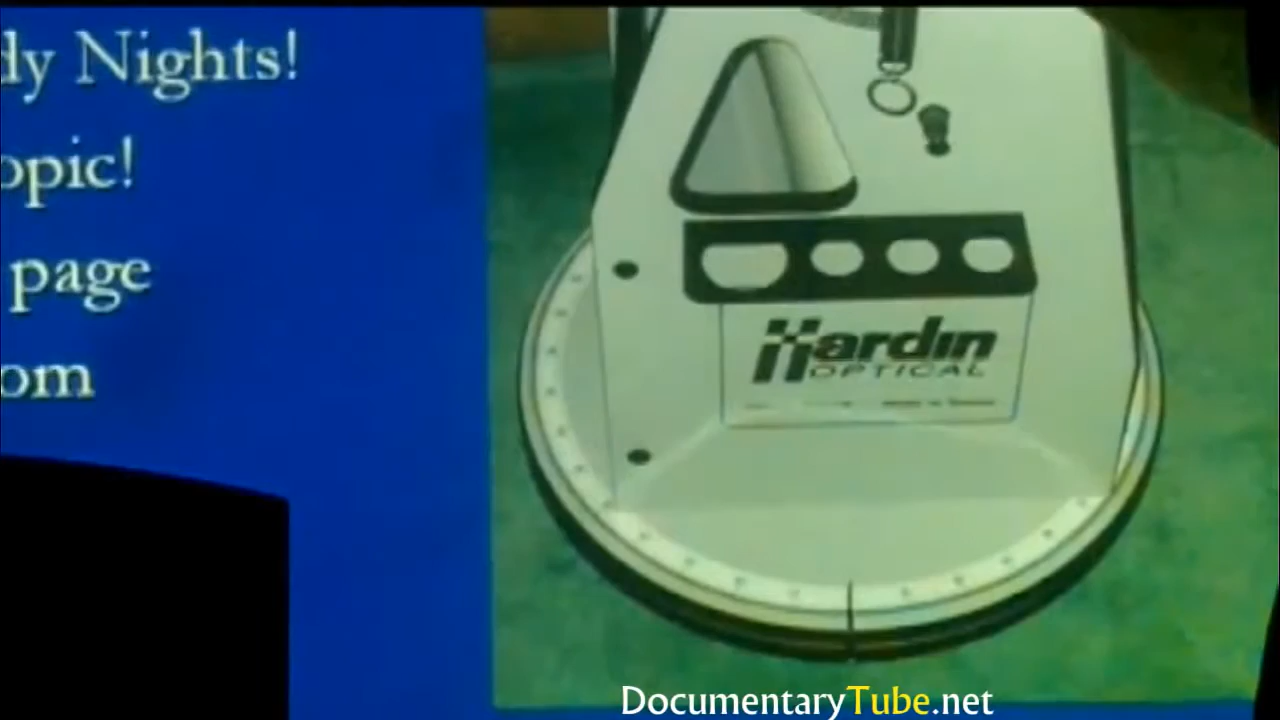 dy Nights!
opic!
page
om
Hardin
OPTICAL
DocumentaryTube.net